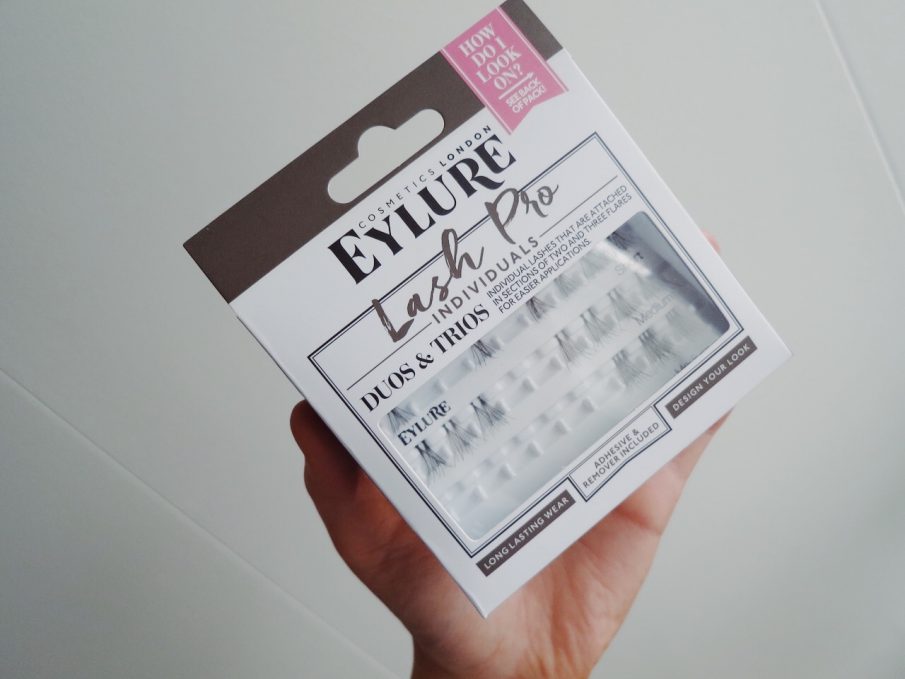 HOW
DO I
LOOK
ON?
SEE BACK
OF PACK!
COSMETICS LONDON
EYLURE
Lash Pro
INDIVIDUALS
DUOS & TRIOS
INDIVIDUAL LASHES THAT ARE ATTACHED
IN SECTIONS OF TWO AND THREE FLARES
FOR EASIER APPLICATIONS.
Short
Medium
EYLURE
LONG LASTING WEAR
ADHESIVE &
REMOVER INCLUDED
DESIGN YOUR LOOK